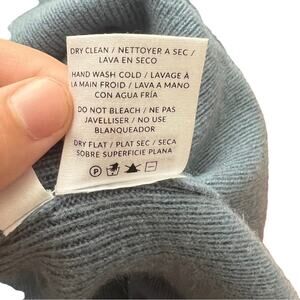 DRY CLEAN / NETTOYER A SEC /
LAVA EN SECO
HAND WASH COLD / LAVAGE À
LA MAIN FROID / LAVA A MANO
CON AGUA FRÍA
DO NOT BLEACH / NE PAS
JAVELLISER / NO USE
BLANQUEADOR
DRY FLAT / PLAT SEC / SECA
SOBRE SUPERFICIE PLANA
P